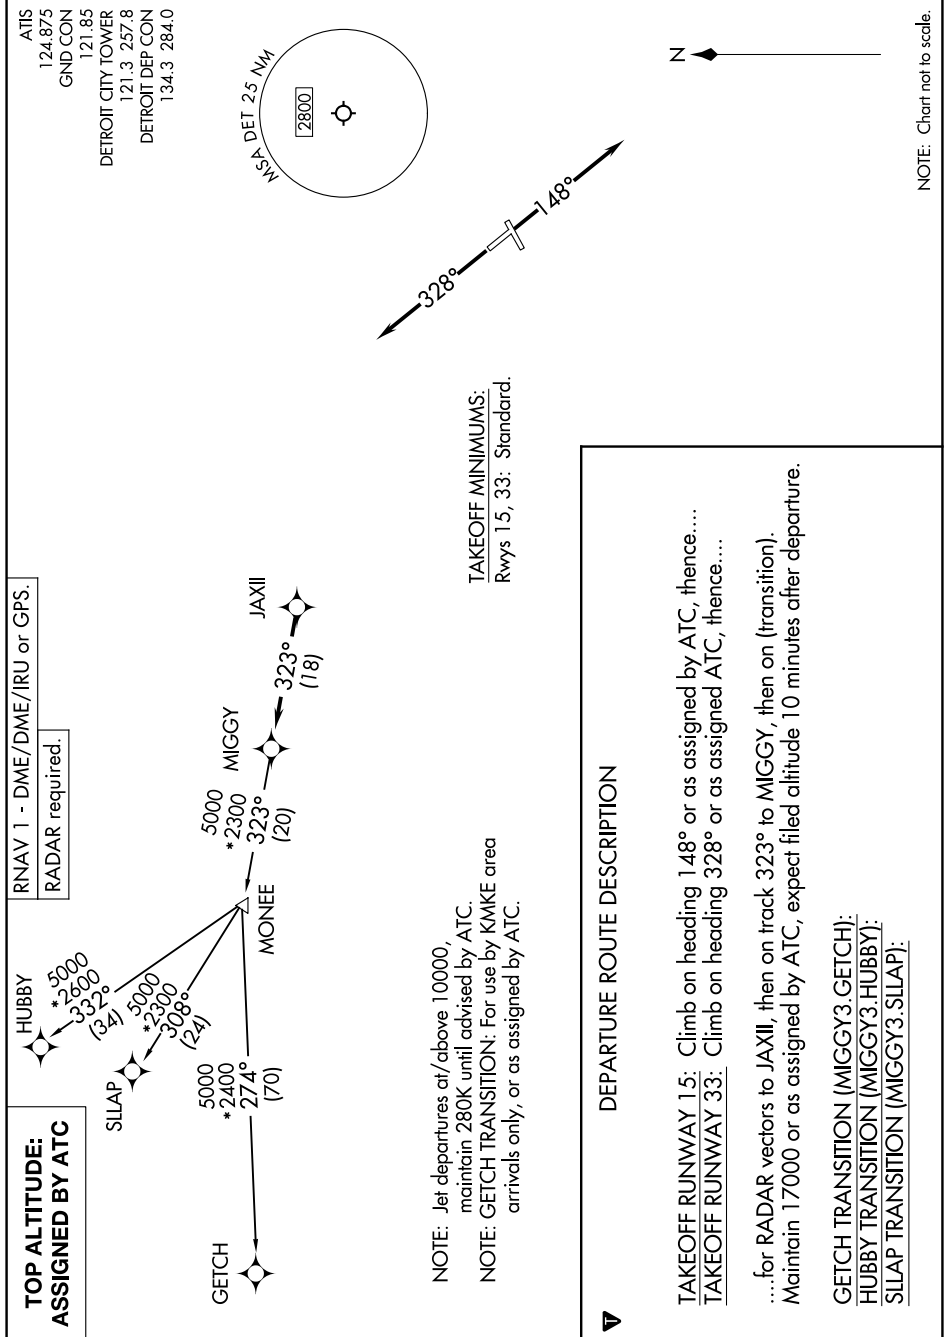 TOP ALTITUDE:
ASSIGNED BY ATC
RNAV 1 - DME/DME/IRU or GPS.
RADAR required.
ATIS
124.875
GND CON
121.85
DETROIT CITY TOWER
121.3 257.8
DETROIT DEP CON
134.3 284.0
HUBBY
5000
*2600
332°
(34)
SLLAP
5000
*2300
308°
(24)
GETCH
5000
*2400
274°
(70)
MONEE
5000
*2300
323°
(20)
MIGGY
323°
(18)
JAXII
MSA DET 25 NM
2800
328°
148°
N
NOTE: Jet departures at/above 10000,
maintain 280K until advised by ATC.
NOTE: GETCH TRANSITION: For use by KMKE area
arrivals only, or as assigned by ATC.
TAKEOFF MINIMUMS:
Rwys 15, 33: Standard.
NOTE: Chart not to scale.
T
DEPARTURE ROUTE DESCRIPTION
TAKEOFF RUNWAY 15: Climb on heading 148° or as assigned by ATC, thence....
TAKEOFF RUNWAY 33: Climb on heading 328° or as assigned ATC, thence....
....for RADAR vectors to JAXII, then on track 323° to MIGGY, then on (transition).
Maintain 17000 or as assigned by ATC, expect filed altitude 10 minutes after departure.
GETCH TRANSITION (MIGGY3.GETCH):
HUBBY TRANSITION (MIGGY3.HUBBY):
SLLAP TRANSITION (MIGGY3.SLLAP):